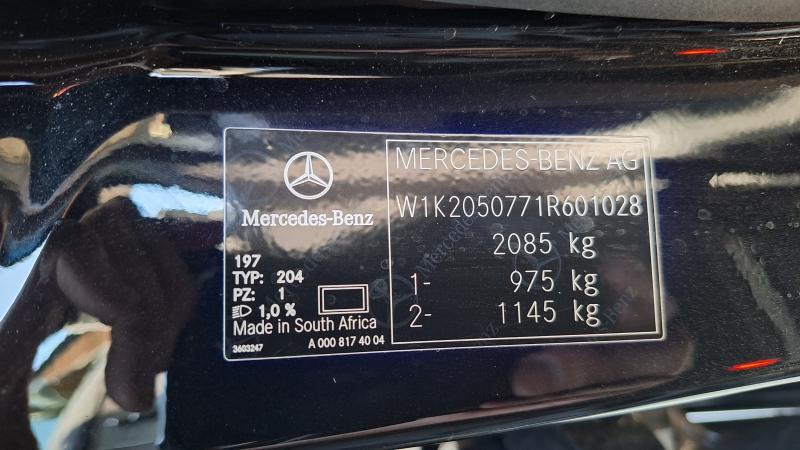 Mercedes-Benz
197
TYP: 204
PZ: 1
1,0 %
Made in South Africa
3603247 A 000 817 40 04
MERCEDES-BENZ AG
W1K2050771R601028
2085 kg
1- 975 kg
2- 1145 kg